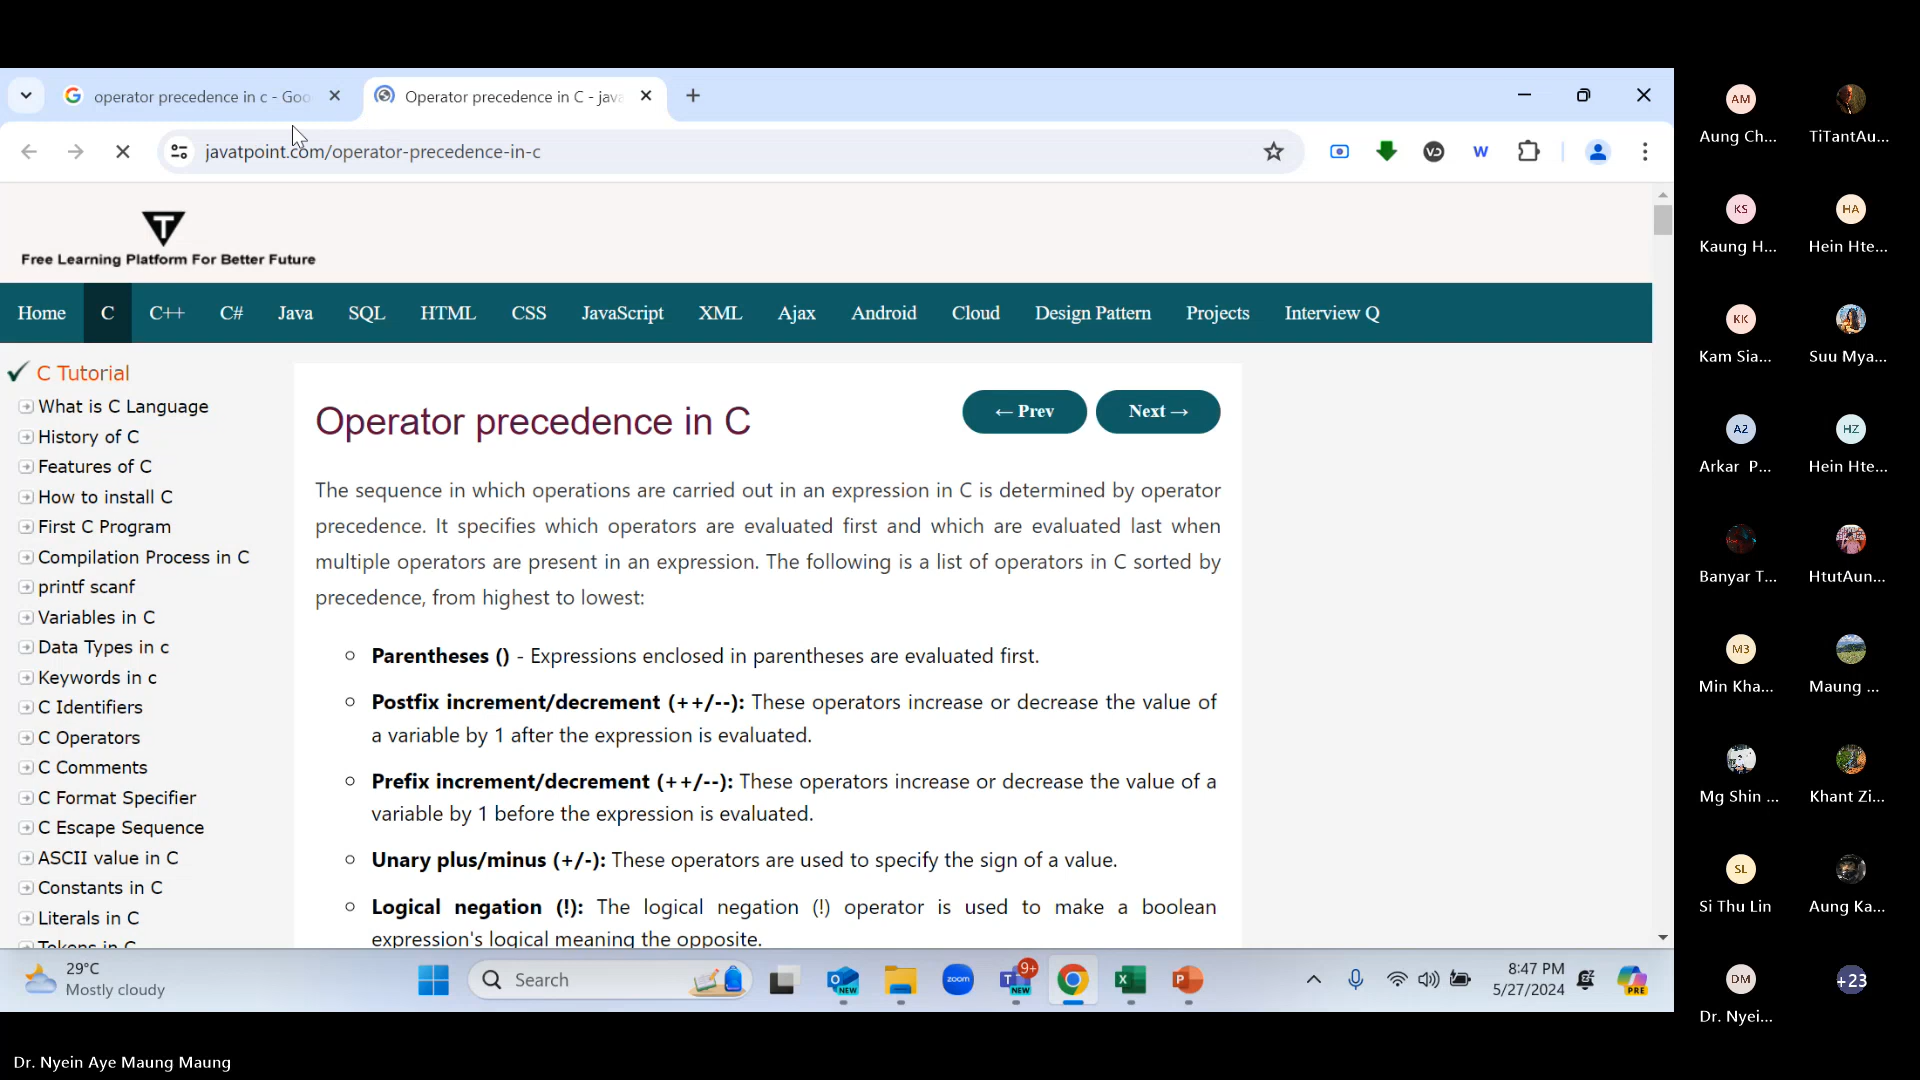 operator precedence in c - Goo
Operator precedence in C - java
javatpoint.com/operator-precedence-in-c
VD
W
T
Free Learning Platform For Better Future
Home
C
C++
C#
Java
SQL
HTML
CSS
JavaScript
XML
Ajax
Android
Cloud
Design Pattern
Projects
Interview Q
C Tutorial
What is C Language
History of C
Features of C
How to install C
First C Program
Compilation Process in C
printf scanf
Variables in C
Data Types in c
Keywords in c
C Identifiers
C Operators
C Comments
C Format Specifier
C Escape Sequence
ASCII value in C
Constants in C
Literals in C
Tokens in C
Operator precedence in C
← Prev
Next →
The sequence in which operations are carried out in an expression in C is determined by operator
precedence. It specifies which operators are evaluated first and which are evaluated last when
multiple operators are present in an expression. The following is a list of operators in C sorted by
precedence, from highest to lowest:
Parentheses () - Expressions enclosed in parentheses are evaluated first.
Postfix increment/decrement (++/--): These operators increase or decrease the value of
a variable by 1 after the expression is evaluated.
Prefix increment/decrement (++/--): These operators increase or decrease the value of a
variable by 1 before the expression is evaluated.
Unary plus/minus (+/-): These operators are used to specify the sign of a value.
Logical negation (!): The logical negation (!) operator is used to make a boolean
expression's logical meaning the opposite.
29°C
Mostly cloudy
Search
NEW
zoom
9+
NEW
8:47 PM
5/27/2024
PRE
AM
Aung Ch...
TiTantAu...
KS
Kaung H...
HA
Hein Hte...
KK
Kam Sia...
Suu Mya...
A2
Arkar P...
HZ
Hein Hte...
Banyar T...
HtutAun...
M3
Min Kha...
Maung ...
Mg Shin ...
Khant Zi...
SL
Si Thu Lin
Aung Ka...
DM
Dr. Nyei...
+23
Dr. Nyein Aye Maung Maung